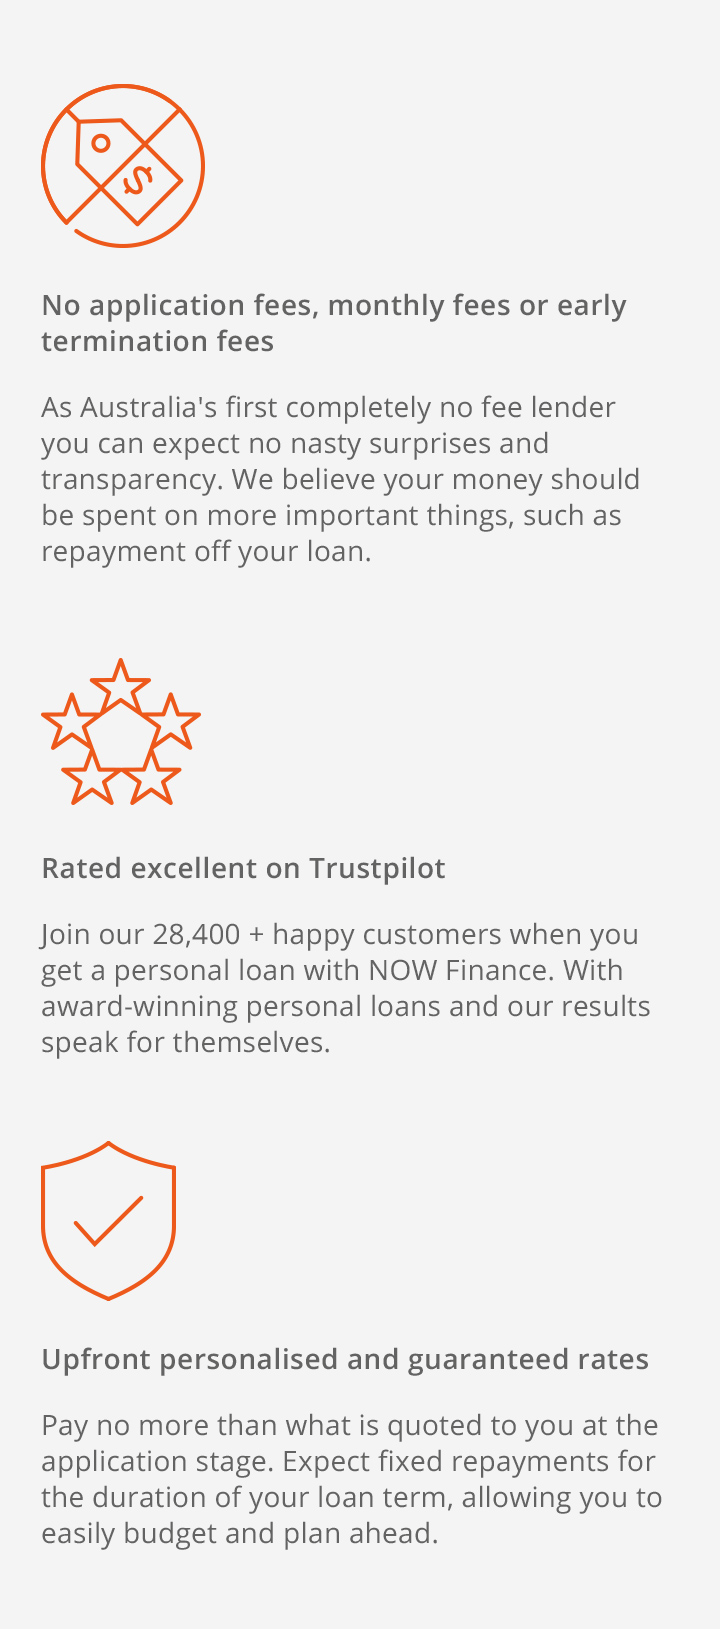 $
No application fees, monthly fees or early
termination fees
As Australia's first completely no fee lender
you can expect no nasty surprises and
transparency. We believe your money should
be spent on more important things, such as
repayment off your loan.
Rated excellent on Trustpilot
Join our 28,400 + happy customers when you
get a personal loan with NOW Finance. With
award-winning personal loans and our results
speak for themselves.
Upfront personalised and guaranteed rates
Pay no more than what is quoted to you at the
application stage. Expect fixed repayments for
the duration of your loan term, allowing you to
easily budget and plan ahead.